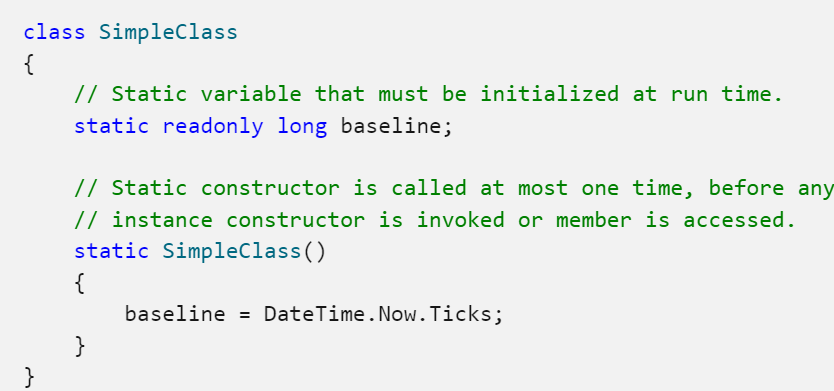 class SimpleClass
{
    // Static variable that must be initialized at run time.
    static readonly long baseline;

    // Static constructor is called at most one time, before any
    // instance constructor is invoked or member is accessed.
    static SimpleClass()
    {
        baseline = DateTime.Now.Ticks;
    }
}